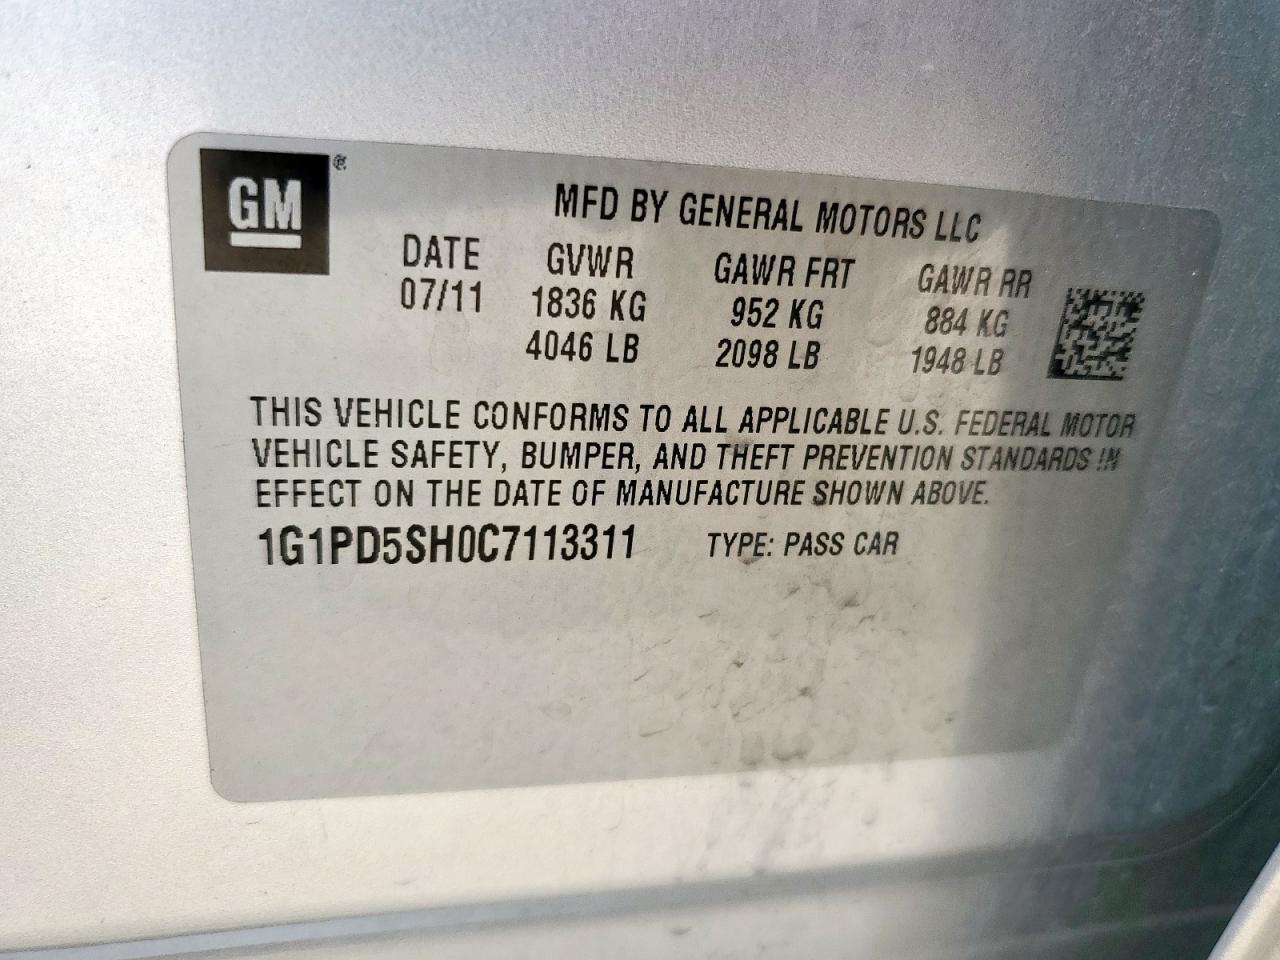 GM ®
MFD BY GENERAL MOTORS LLC
DATE GVWR GAWR FRT GAWR RR
07/11 1836 KG 952 KG 884 KG
4046 LB 2098 LB 1948 LB
THIS VEHICLE CONFORMS TO ALL APPLICABLE U.S. FEDERAL MOTOR
VEHICLE SAFETY, BUMPER, AND THEFT PREVENTION STANDARDS IN
EFFECT ON THE DATE OF MANUFACTURE SHOWN ABOVE.
1G1PD5SH0C7113311 TYPE: PASS CAR